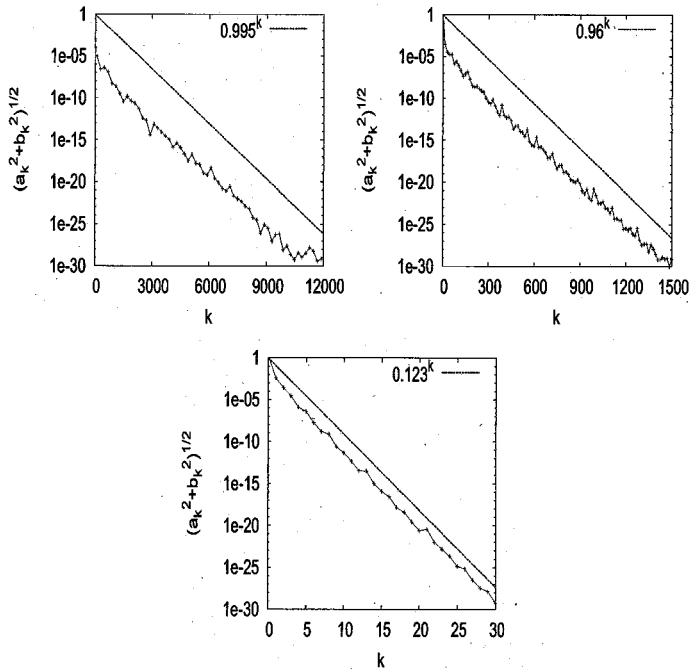 1
1e-05
1e-10
1e-15
1e-20
1e-25
1e-30
(a_k^2+b_k^2)^1/2
0.995^k
0 3000 6000 9000 12000
k
1
1e-05
1e-10
1e-15
1e-20
1e-25
1e-30
(a_k^2+b_k^2)^1/2
0.96^k
0 300 600 900 1200 1500
k
1
1e-05
1e-10
1e-15
1e-20
1e-25
1e-30
(a_k^2+b_k^2)^1/2
0.123^k
0 5 10 15 20 25 30
k